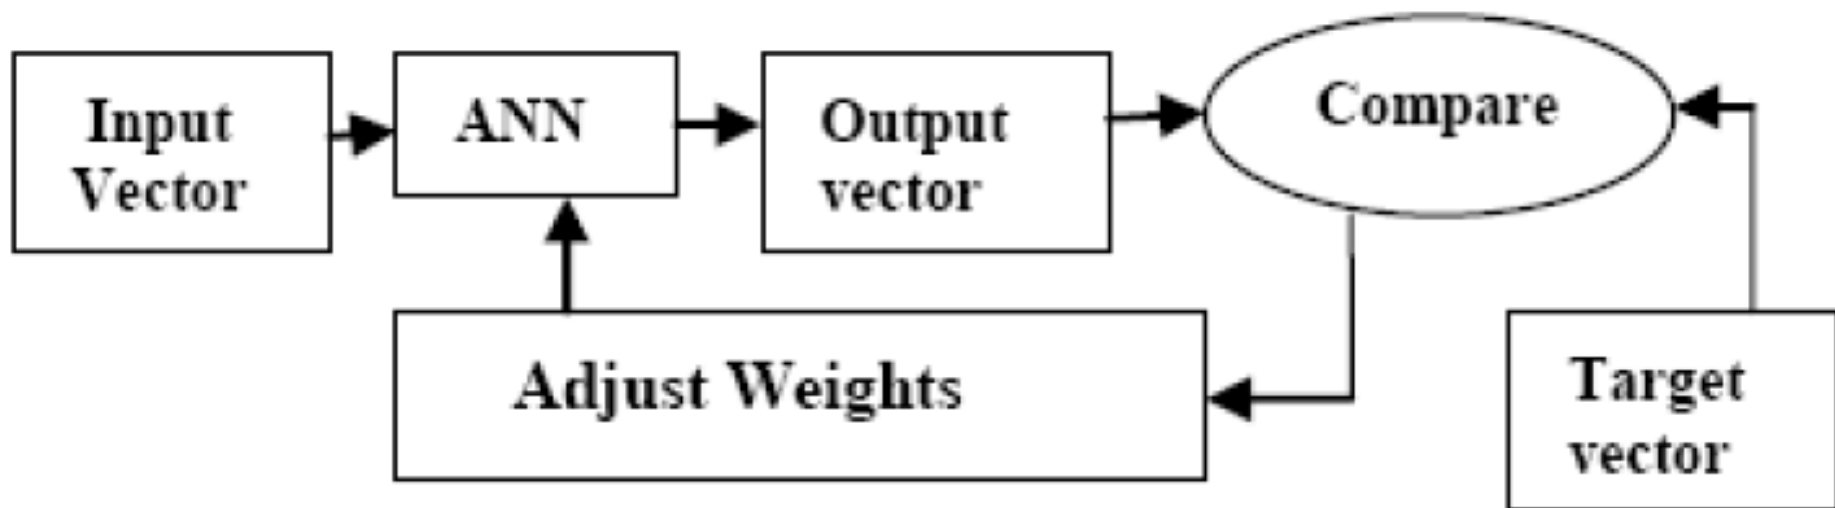 Input
Vector
ANN
Output
vector
Compare
Adjust Weights
Target
vector